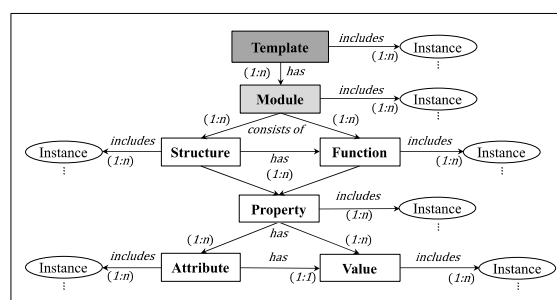 includes
Template
Instance
(1:n)
⋮
(1:n) has
includes
Module
Instance
(1:n)
⋮
(1:n) (1:n)
consists of
includes
includes
Instance
Structure
Function
Instance
has
(1:n) (1:n)
⋮ (1:n) ⋮
includes
Property
Instance
(1:n)
has
⋮
(1:n) (1:n)
includes
has
includes
Instance
Attribute
Value
Instance
(1:n) (1:1) (1:n)
⋮ ⋮